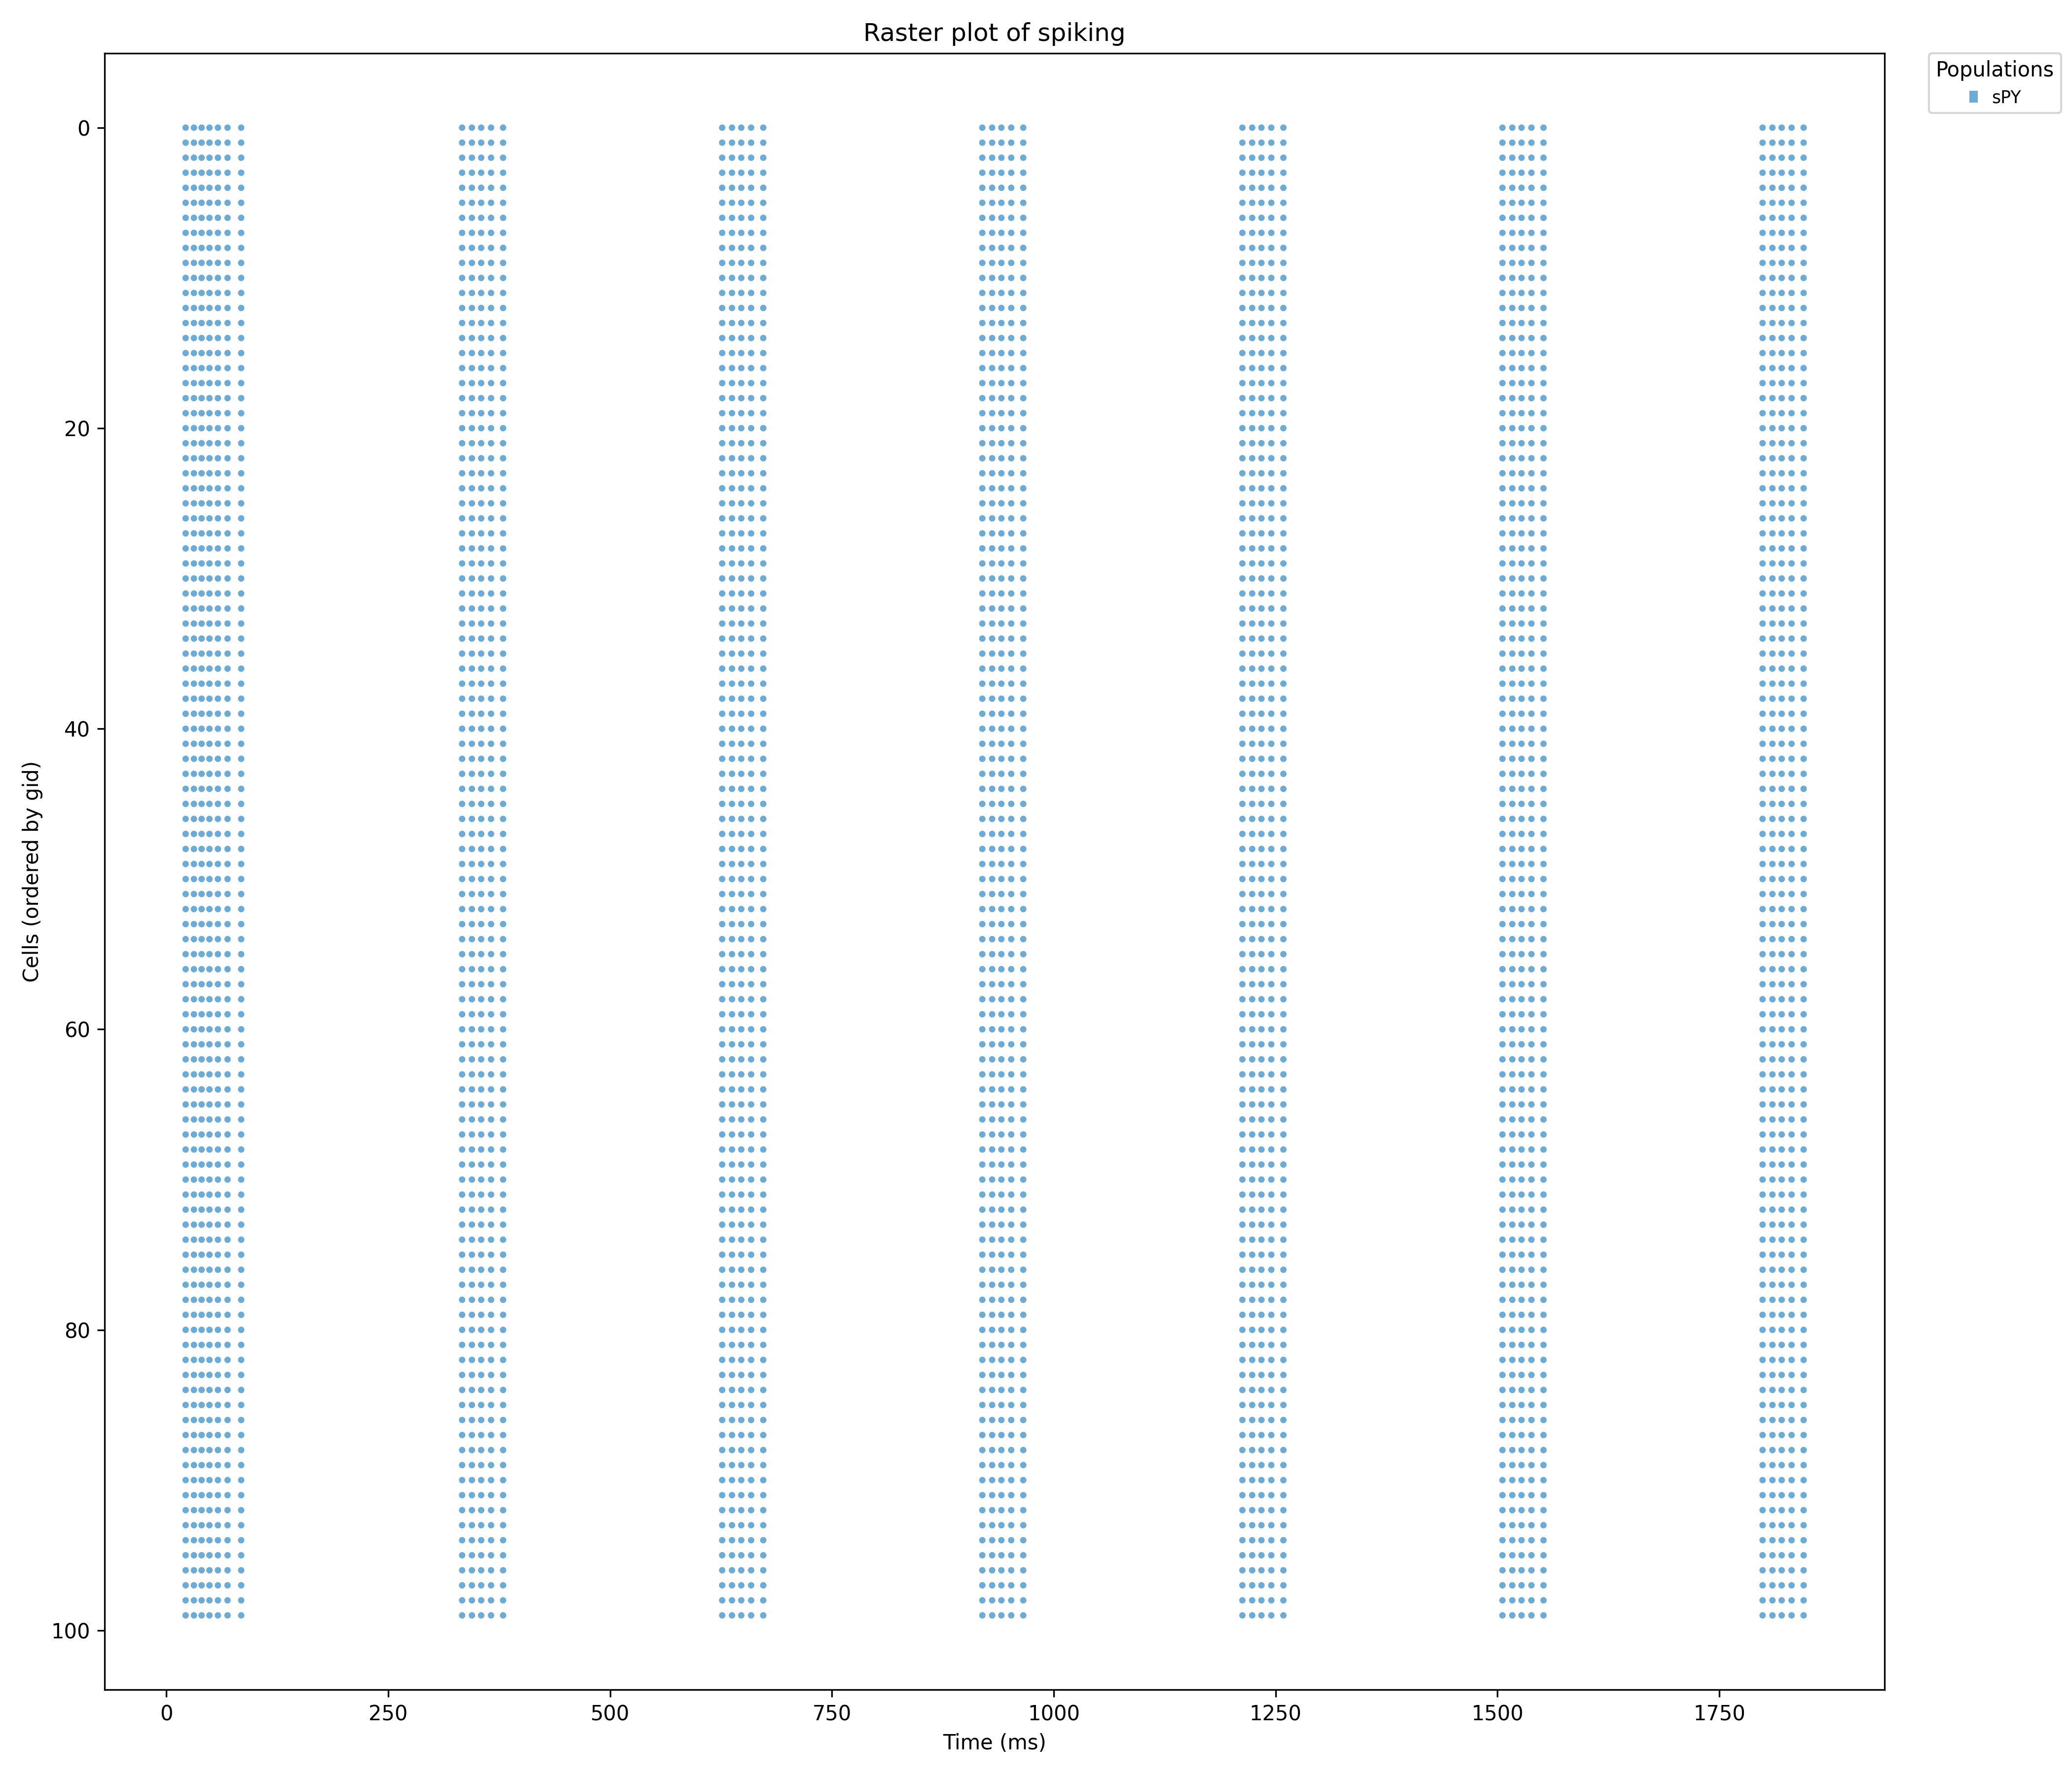 Raster plot of spiking
Populations
sPY
0
20
40
60
80
100
Cells (ordered by gid)
0 250 500 750 1000 1250 1500 1750
Time (ms)